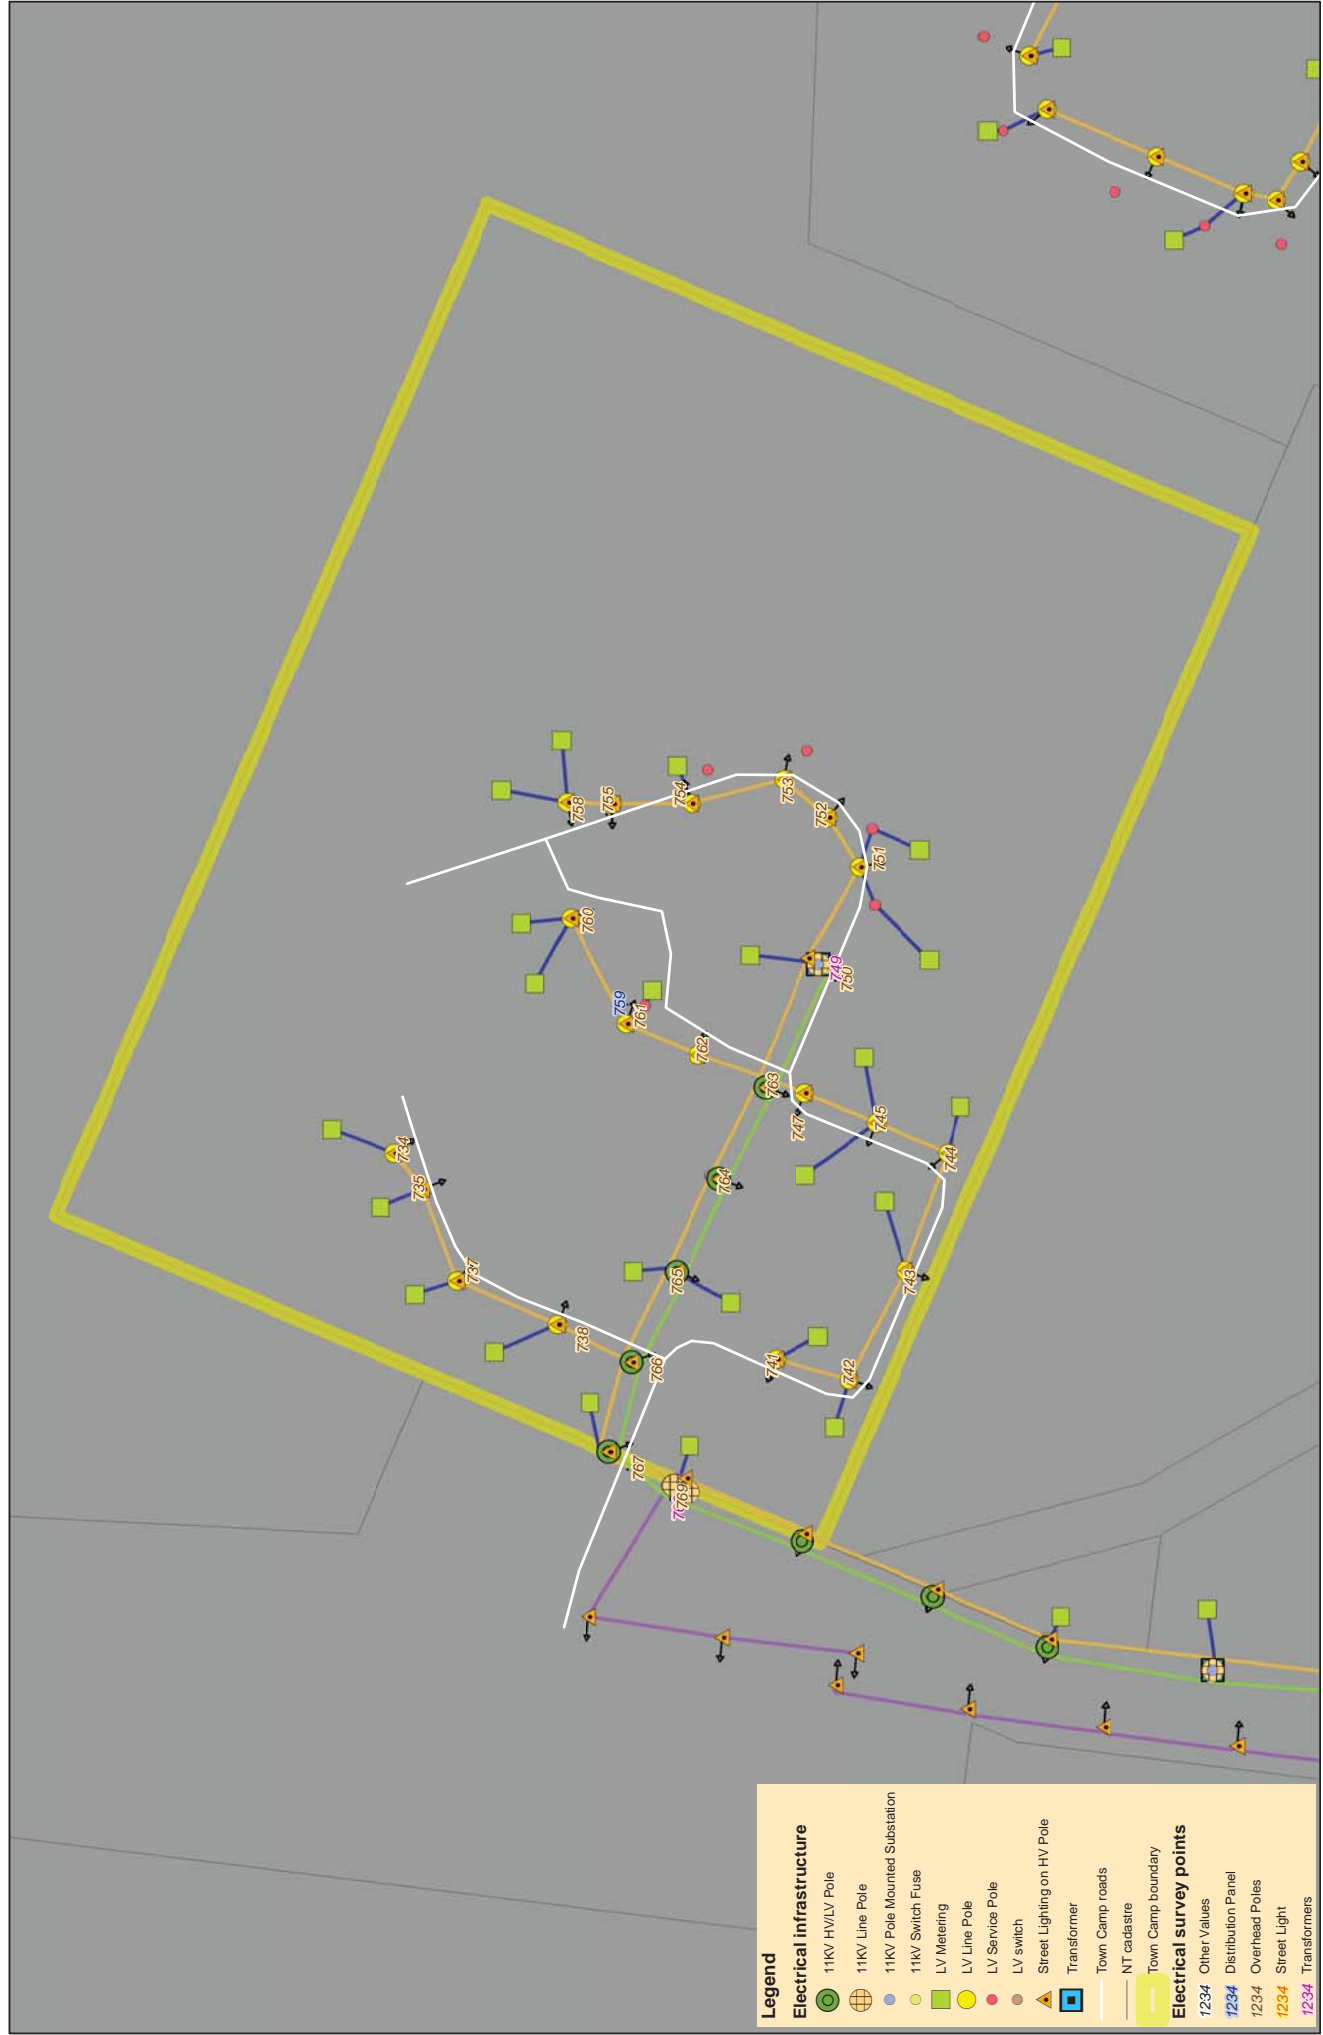 734
735
737
738
766
765
764
763
747
745
744
743
742
741
767
769
762
761
759
760
758
755
754
753
752
751
749
750
Legend
Electrical infrastructure
11KV HV/LV Pole
11KV Line Pole
11KV Pole Mounted Substation
11KV Switch Fuse
LV Metering
LV Line Pole
LV Service Pole
LV switch
Street Lighting on HV Pole
Transformer
Town Camp roads
NT cadastre
Town Camp boundary
Electrical survey points
1234 Other Values
1234 Distribution Panel
1234 Overhead Poles
1234 Street Light
1234 Transformers